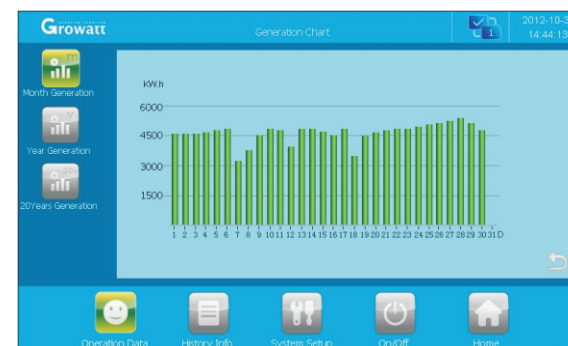 Growatt
Generation Chart
1
2012-10-3
14:44:13
Month Generation
Year Generation
20Years Generation
KW.h
6000
4500
3000
1500
1 2 3 4 5 6 7 8 9 10 11 12 13 14 15 16 17 18 19 20 21 22 23 24 25 26 27 28 29 30 31 D
Operation Data
History Info
System Setup
On/Off
Home